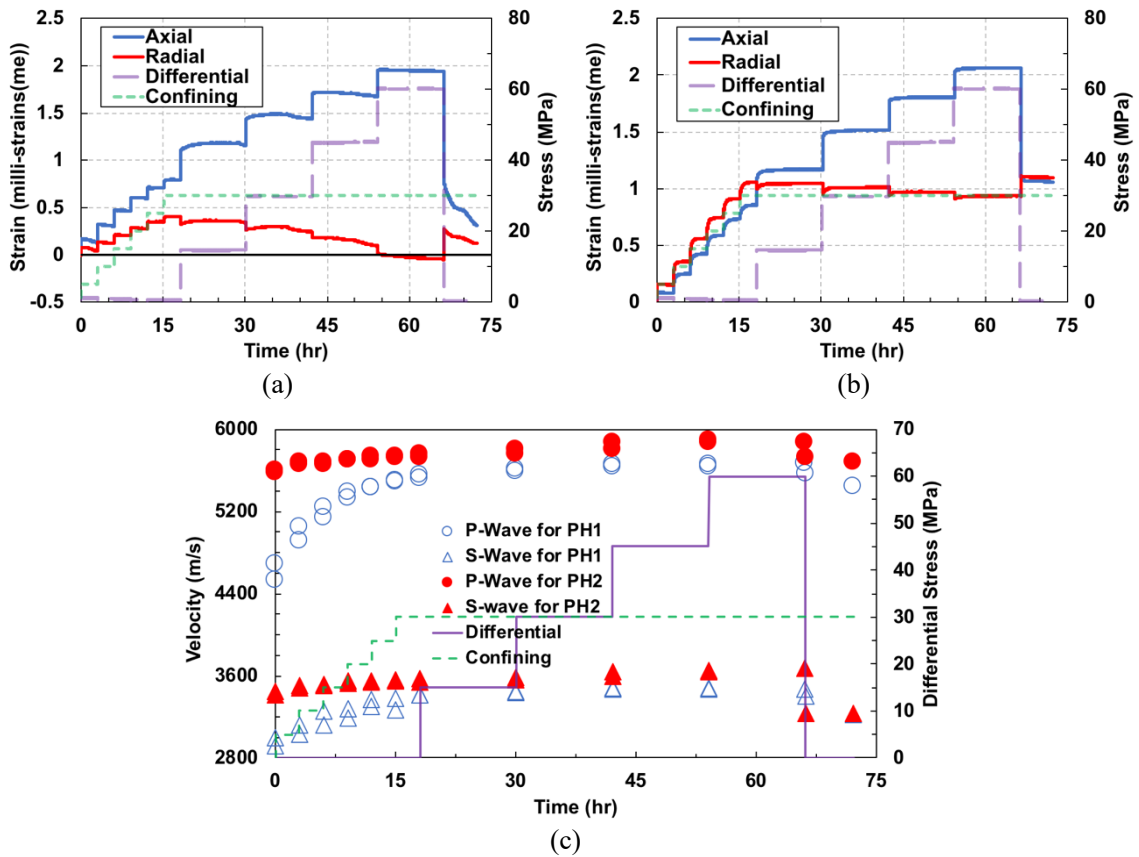 2.5
2
1.5
1
0.5
0
-0.5
Strain (milli-strains(me))
Axial
Radial
Differential
Confining
80
60
40
20
0
Stress (MPa)
0 15 30 45 60 75
Time (hr)
(a)
2.5
2
1.5
1
0.5
0
Strain (milli-strains(me))
Axial
Radial
Differential
Confining
80
60
40
20
0
Stress (MPa)
0 15 30 45 60 75
Time (hr)
(b)
6000
5200
4400
3600
2800
Velocity (m/s)
P-Wave for PH1
S-Wave for PH1
P-Wave for PH2
S-wave for PH2
Differential
Confining
70
60
50
40
30
20
10
0
Differential Stress (MPa)
0 15 30 45 60 75
Time (hr)
(c)